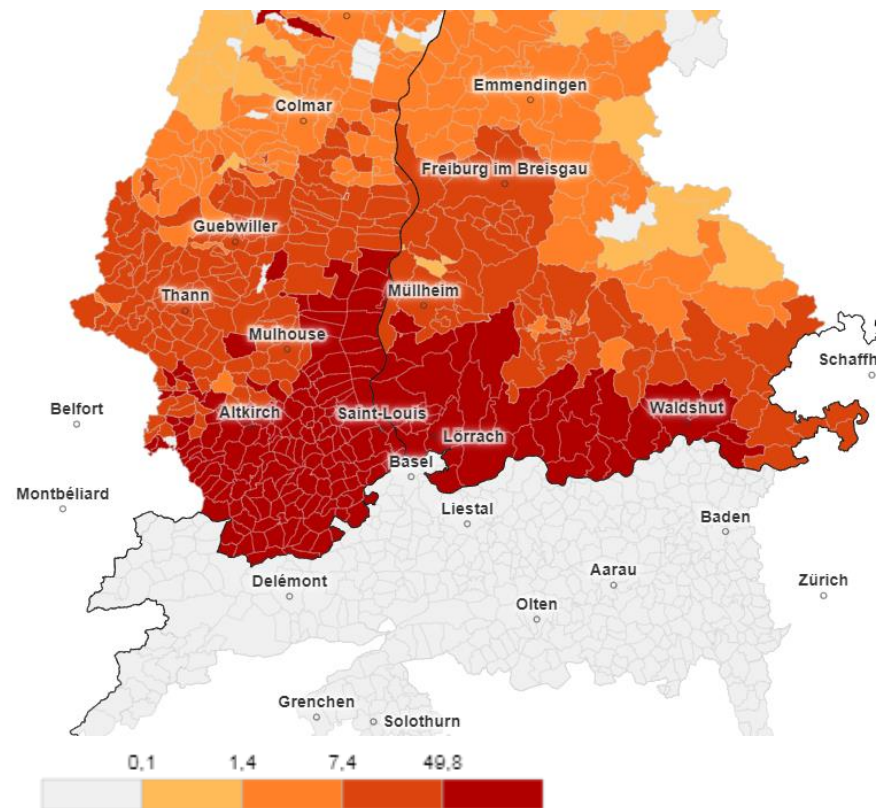 Emmendingen
Colmar
Freiburg im Breisgau
Guebwiller
Müllheim
Thann
Mulhouse
Schaffh
Belfort
Altkirch
Saint-Louis
Waldshut
Lörrach
Basel
Montbéliard
Liestal
Baden
Delémont
Aarau
Zürich
Olten
Grenchen
Solothurn
0,1 1,4 7,4 49,8